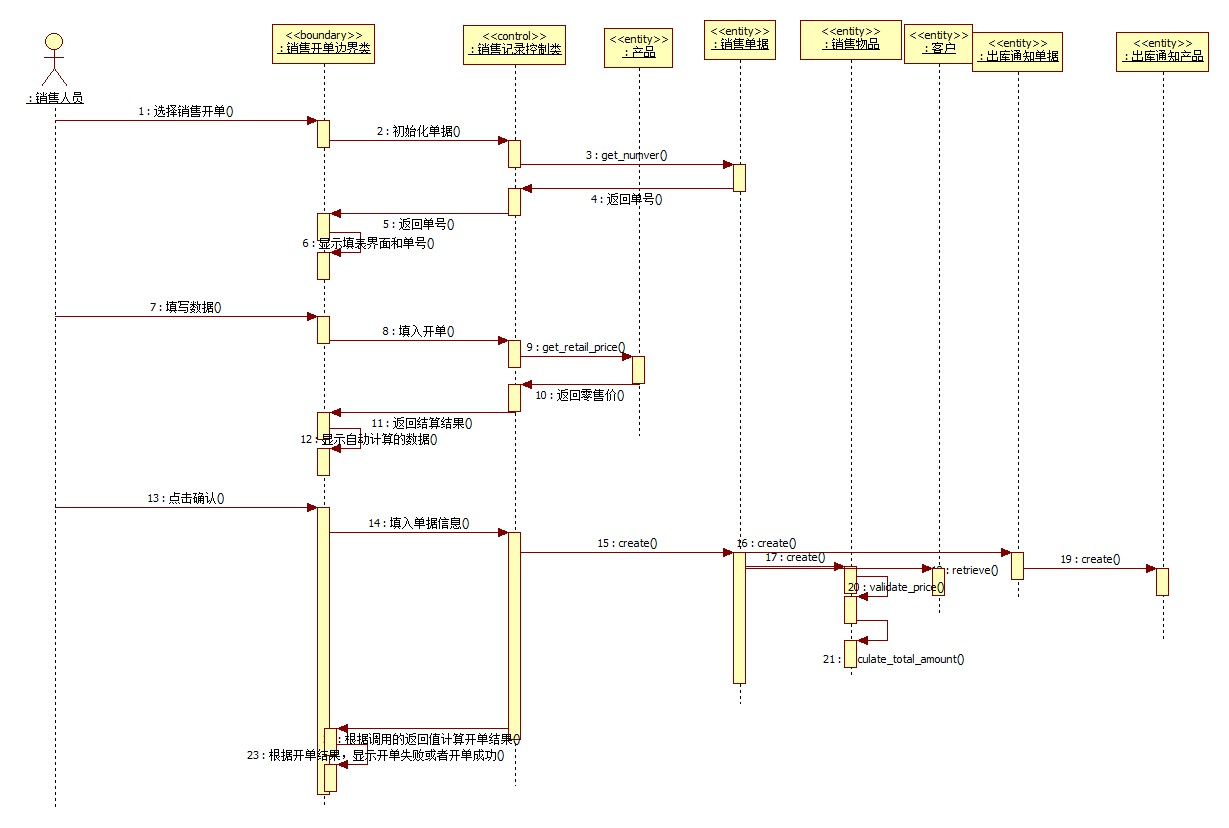 <<boundary>>
: 销售开单边界类
<<control>>
: 销售记录控制类
<<entity>>
: 产品
<<entity>>
: 销售单据
<<entity>>
: 销售物品
<<entity>>
: 客户
<<entity>>
: 出库通知单据
<<entity>>
: 出库通知产品
: 销售人员
1 : 选择销售开单()
2 : 初始化单据()
3 : get_numver()
4 : 返回单号()
5 : 返回单号()
6 : 显示填表界面和单号()
7 : 填写数据()
8 : 填入开单()
9 : get_retail_price()
10 : 返回零售价()
11 : 返回结算结果()
12 : 显示自动计算的数据()
13 : 点击确认()
14 : 填入单据信息()
15 : create()
16 : create()
17 : create()
: retrieve()
19 : create()
20 : validate_price()
21 : culate_total_amount()
: 根据调用的返回值计算开单结果()
23 : 根据开单结果，显示开单失败或者开单成功()